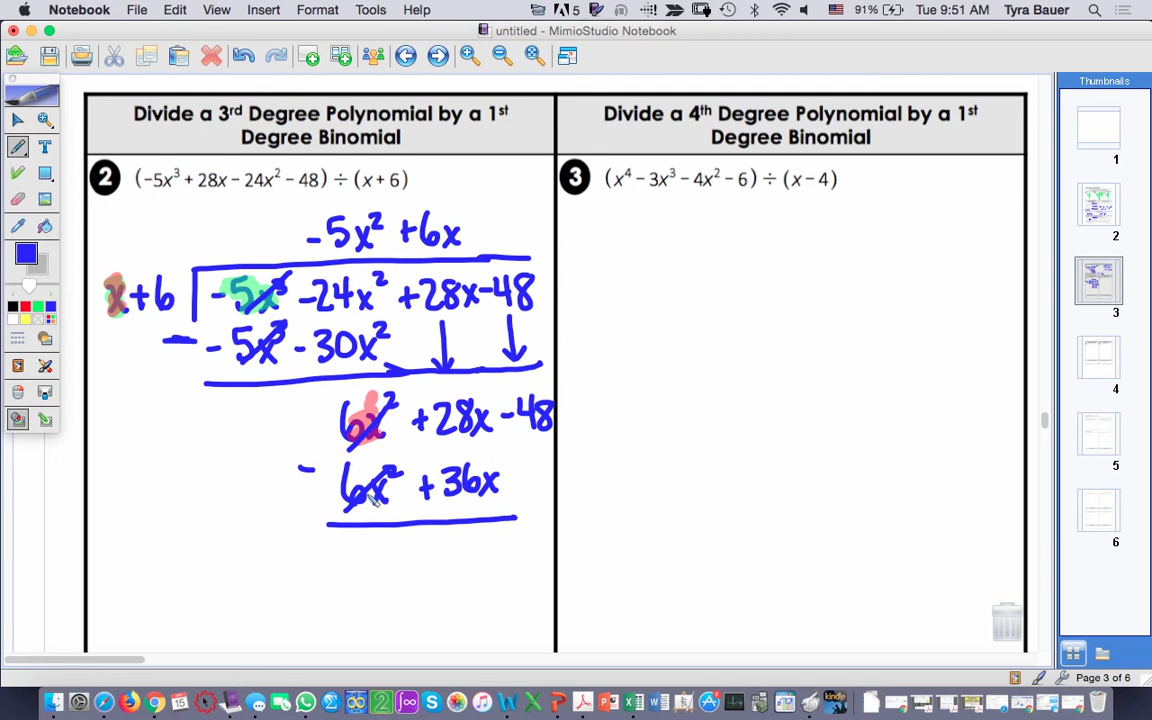 Notebook File Edit View Insert Format Tools Help 5 91% Tue 9:51 AM Tyra Bauer
untitled - MimioStudio Notebook
Thumbnails
Divide a 3rd Degree Polynomial by a 1st
Degree Binomial
2 (-5x³ + 28x - 24x² - 48) ÷ (x + 6)
-5x² +6x
x+6 -5x³ -24x² +28x-48
- -5x³ -30x²
6x² +28x -48
- 6x² +36x
Divide a 4th Degree Polynomial by a 1st
Degree Binomial
3 (x⁴ - 3x³ - 4x² - 6) ÷ (x - 4)
1
2
3
4
5
6
Page 3 of 6